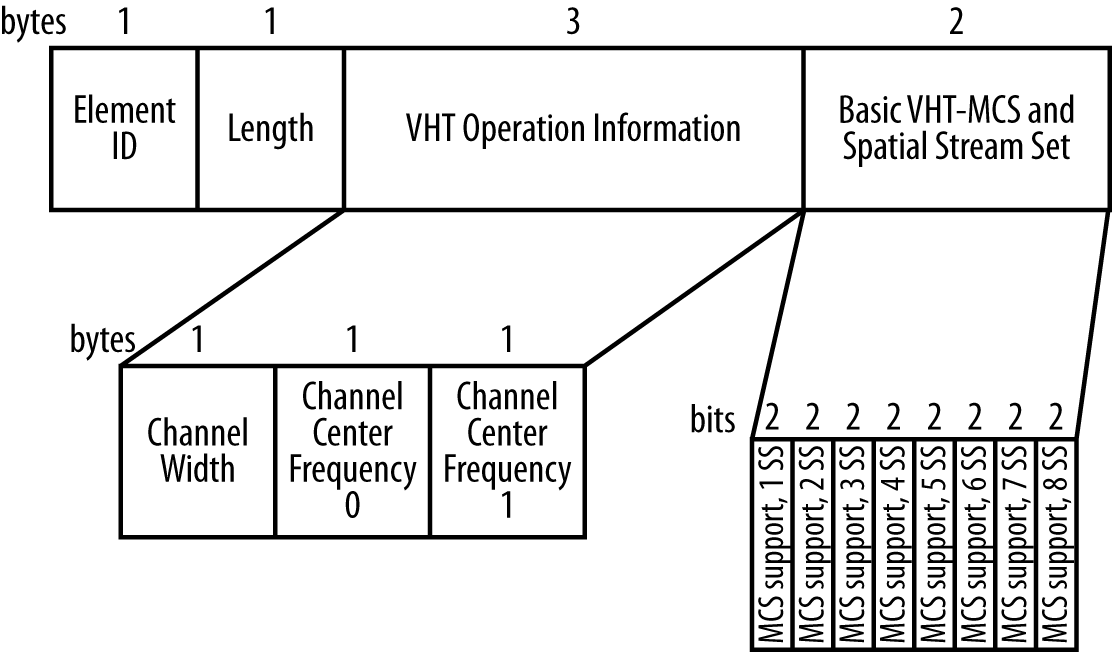 bytes 1 1 3 2
Element
ID
Length
VHT Operation Information
Basic VHT-MCS and
Spatial Stream Set
bytes 1 1 1
Channel
Width
Channel
Center
Frequency
0
Channel
Center
Frequency
1
bits 2 2 2 2 2 2 2 2
MCS support, 1 SS
MCS support, 2 SS
MCS support, 3 SS
MCS support, 4 SS
MCS support, 5 SS
MCS support, 6 SS
MCS support, 7 SS
MCS support, 8 SS